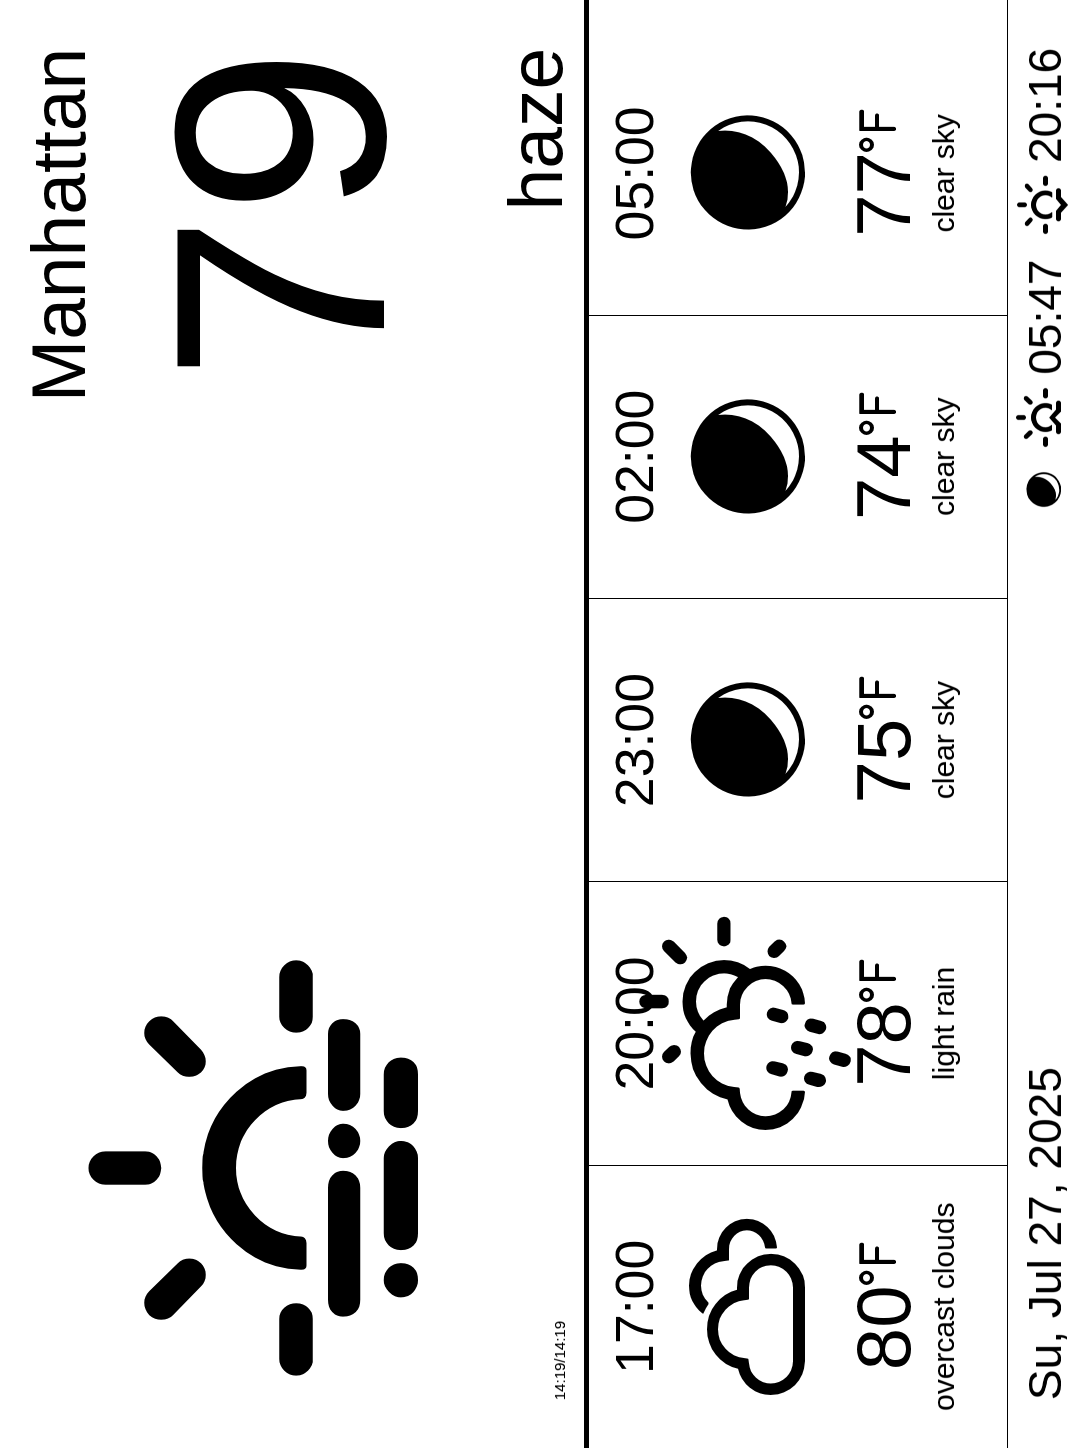 Manhattan
79
haze
14:19/14:19
17:00
80°F
overcast clouds
20:00
78°F
light rain
23:00
75°F
clear sky
02:00
74°F
clear sky
05:00
77°F
clear sky
Su, Jul 27, 2025
05:47
20:16